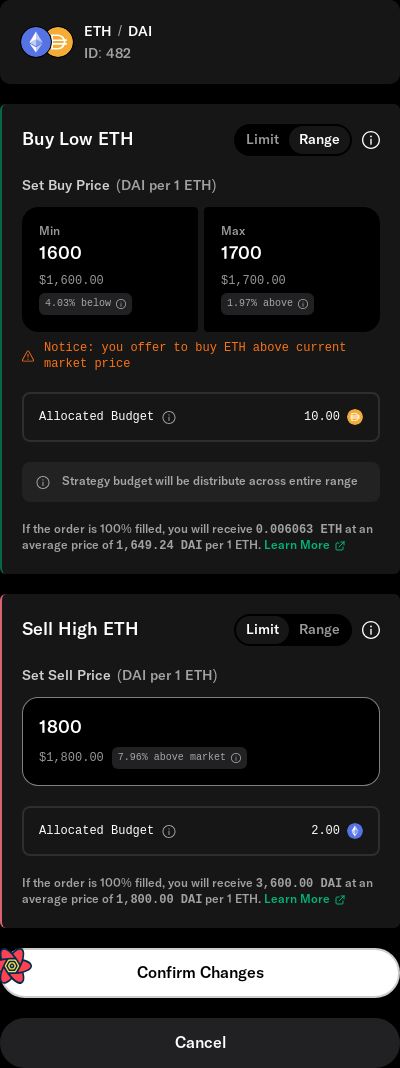 ETH / DAI
ID: 482
Buy Low ETH
Limit Range
Set Buy Price (DAI per 1 ETH)
Min
1600
$1,600.00
4.03% below
Max
1700
$1,700.00
1.97% above
Notice: you offer to buy ETH above current
market price
Allocated Budget 10.00
Strategy budget will be distribute across entire range
If the order is 100% filled, you will receive 0.006063 ETH at an
average price of 1,649.24 DAI per 1 ETH. Learn More
Sell High ETH
Limit Range
Set Sell Price (DAI per 1 ETH)
1800
$1,800.00 7.96% above market
Allocated Budget 2.00
If the order is 100% filled, you will receive 3,600.00 DAI at an
average price of 1,800.00 DAI per 1 ETH. Learn More
Confirm Changes
Cancel